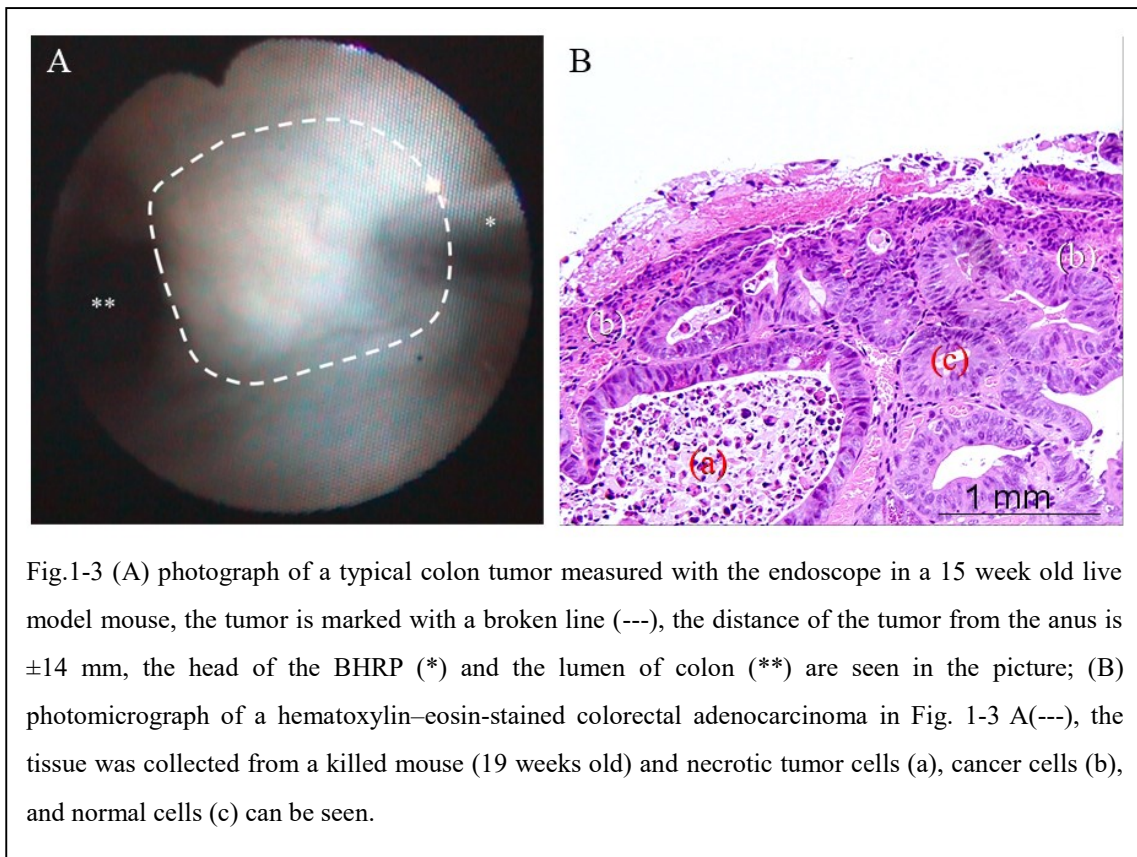 A
B
*
**
(b)
(b)
(c)
(a)
1 mm
Fig.1-3 (A) photograph of a typical colon tumor measured with the endoscope in a 15 week old live
model mouse, the tumor is marked with a broken line (---), the distance of the tumor from the anus is
±14 mm, the head of the BHRP (*) and the lumen of colon (**) are seen in the picture; (B)
photomicrograph of a hematoxylin–eosin-stained colorectal adenocarcinoma in Fig. 1-3 A(---), the
tissue was collected from a killed mouse (19 weeks old) and necrotic tumor cells (a), cancer cells (b),
and normal cells (c) can be seen.